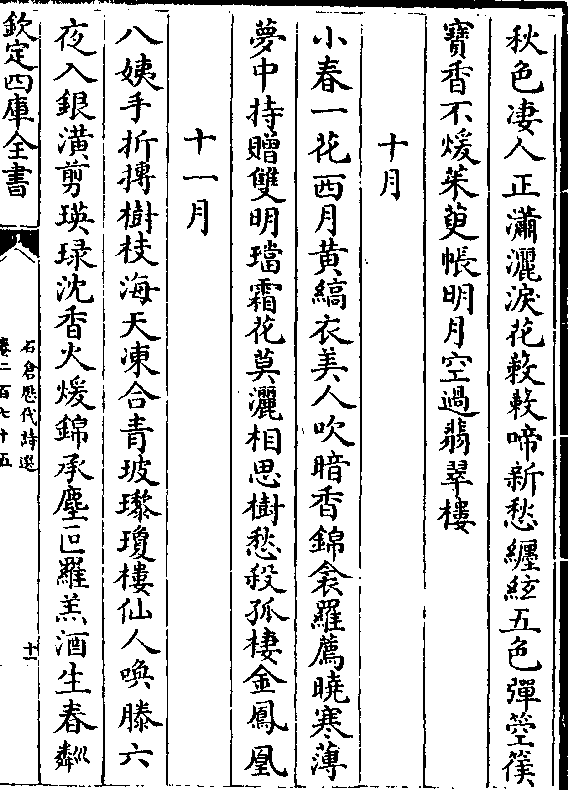 秋色凄人正瀟灑淚花蔌蔌啼新愁纏絃五色彈箜篌
寶香不煖茱萸帳明月空過翡翠樓
十月
小春一花西月黄縞衣美人吹暗香錦衾羅薦曉寒薄
夢中持贈雙明璫霜花莫灑相思樹愁殺孤棲金鳳凰
十一月
八姨手折摶樹枝海天凍合青玻瓈瓊樓仙人喚滕六
夜入銀潢剪瑛琭沈香火煖錦承塵叵羅羔酒生春粼
欽定四庫全書
石倉歷代詩選
卷二百七十五
十一